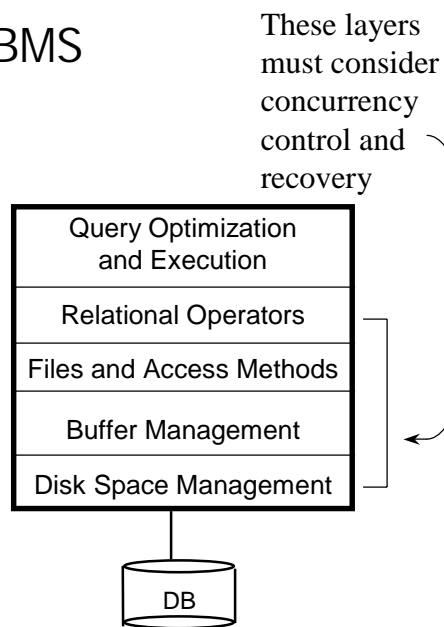 BMS
These layers
must consider
concurrency
control and
recovery
Query Optimization
and Execution
Relational Operators
Files and Access Methods
Buffer Management
Disk Space Management
DB